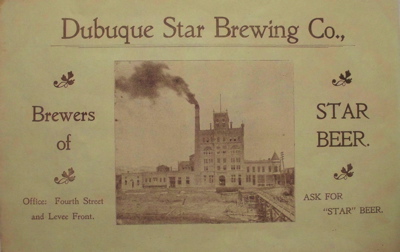 Dubuque Star Brewing Co.,
Brewers
of
Office: Fourth Street
and Levee Front.
STAR
BEER.
ASK FOR
"STAR" BEER.